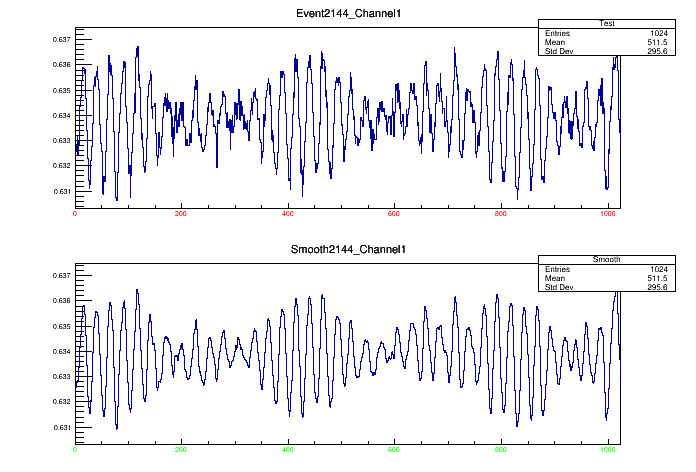 Event2144_Channel1
Test
Entries 1024
Mean 511.5
Std Dev 295.6
0.637
0.636
0.635
0.634
0.633
0.632
0.631
0 200 400 600 800 1000
Smooth2144_Channel1
Smooth
Entries 1024
Mean 511.5
Std Dev 295.6
0.637
0.636
0.635
0.634
0.633
0.632
0.631
0 200 400 600 800 1000